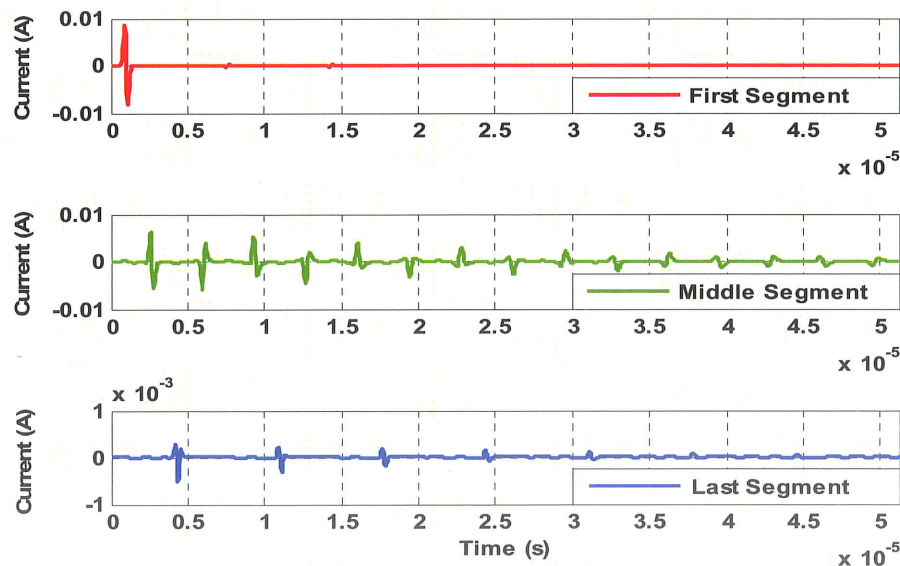 Current (A)
0.01
0
-0.01
First Segment
0 0.5 1 1.5 2 2.5 3 3.5 4 4.5 5
x 10-5
Current (A)
0.01
0
-0.01
Middle Segment
0 0.5 1 1.5 2 2.5 3 3.5 4 4.5 5
x 10-5
x 10-3
Current (A)
1
0
-1
Last Segment
0 0.5 1 1.5 2 2.5 3 3.5 4 4.5 5
Time (s)
x 10-5